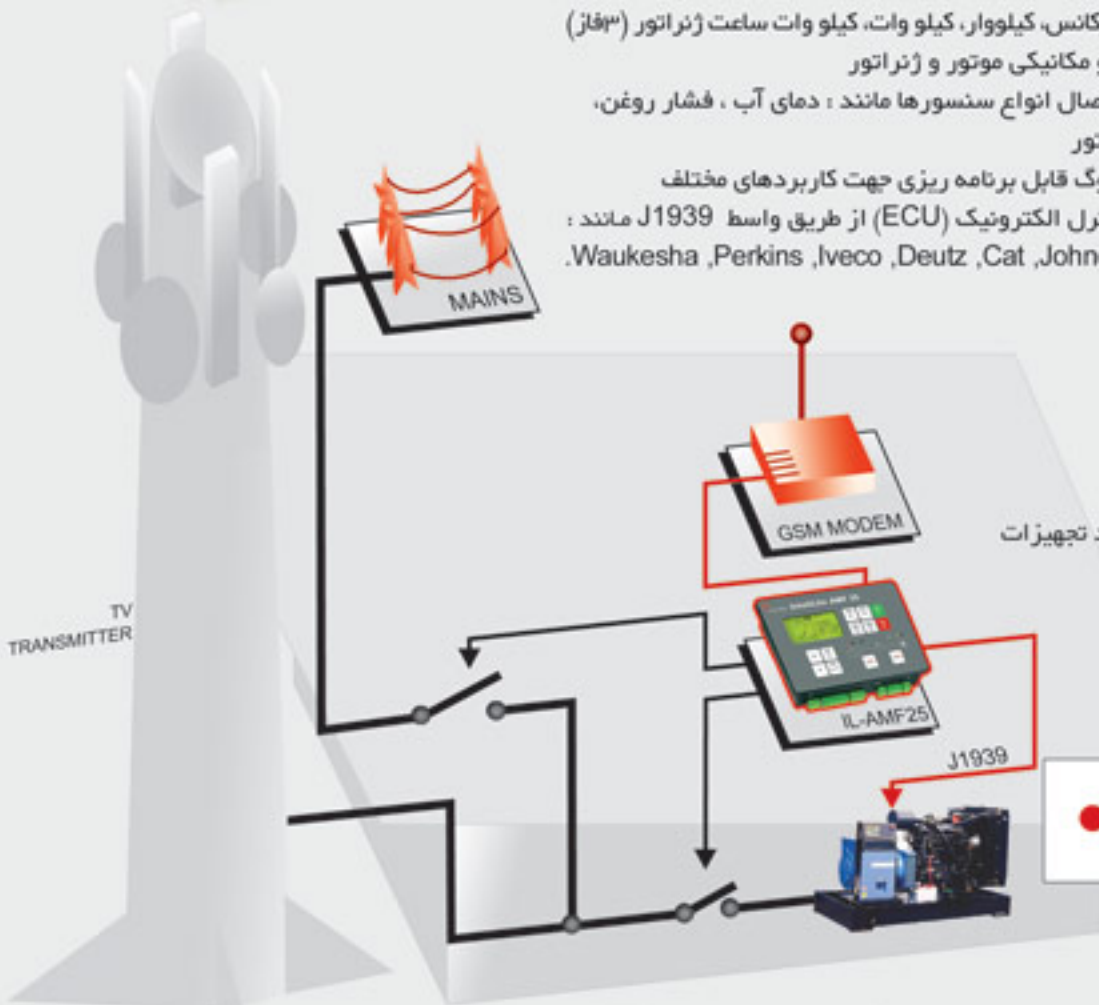 کانس، کیلووار، کیلو وات، کیلو وات ساعت ژنراتور (۳فاز)
و مکانیکی موتور و ژنراتور
صال انواع سنسورها مانند : دمای آب ، فشار روغن،
تور
وگ قابل برنامه ریزی جهت کاربردهای مختلف
نترل الکترونیک (ECU) از طریق واسط J1939 مانند :
.Waukesha ,Perkins ,Iveco ,Deutz ,Cat ,John
MAINS
GSM MODEM
د تجهیزات
TV
TRANSMITTER
IL-AMF25
J1939